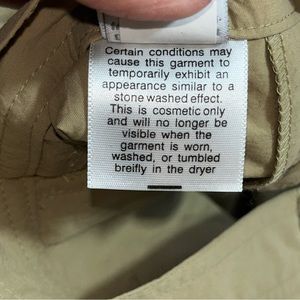 Certain conditions may
cause this garment to
temporarily exhibit an
appearance similar to a
stone washed effect.
This is cosmetic only
and will no longer be
visible when the
garment is worn,
washed, or tumbled
breifly in the dryer